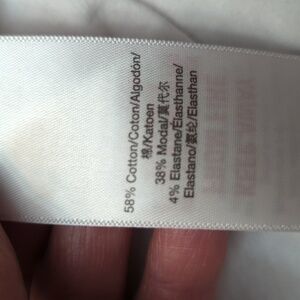 58% Cotton/Coton/Algodón/
棉/Katoen
38% Modal/莫代尔
4% Elastane/Élasthanne/
Elastano/氨纶/Elasthan